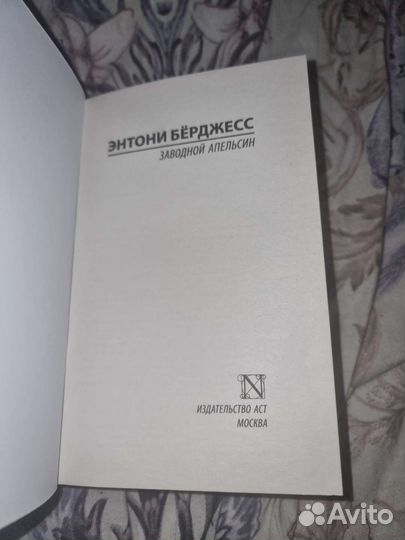 ЭНТОНИ БЁРДЖЕСС
ЗАВОДНОЙ АПЕЛЬСИН
N
ИЗДАТЕЛЬСТВО АСТ
МОСКВА
Avito